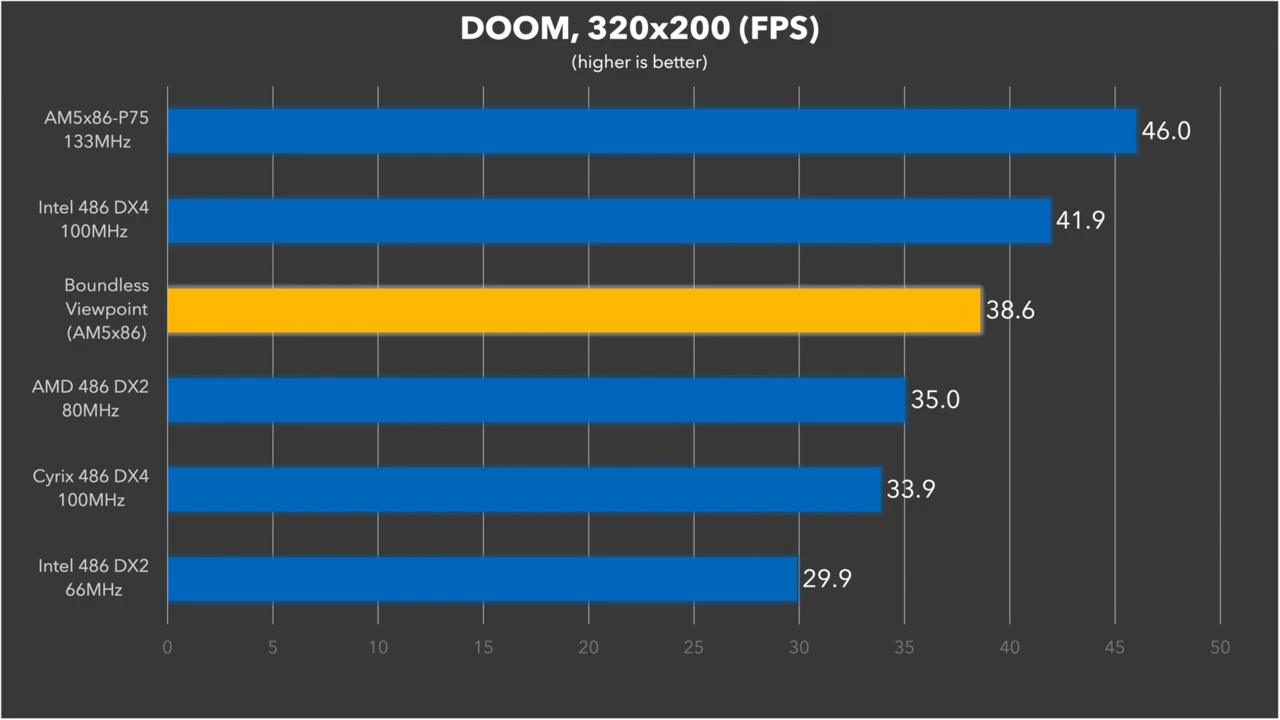 DOOM, 320x200 (FPS)
(higher is better)
AM5x86-P75
133MHz
46.0
Intel 486 DX4
100MHz
41.9
Boundless
Viewpoint
(AM5x86)
38.6
AMD 486 DX2
80MHz
35.0
Cyrix 486 DX4
100MHz
33.9
Intel 486 DX2
66MHz
29.9
0 5 10 15 20 25 30 35 40 45 50